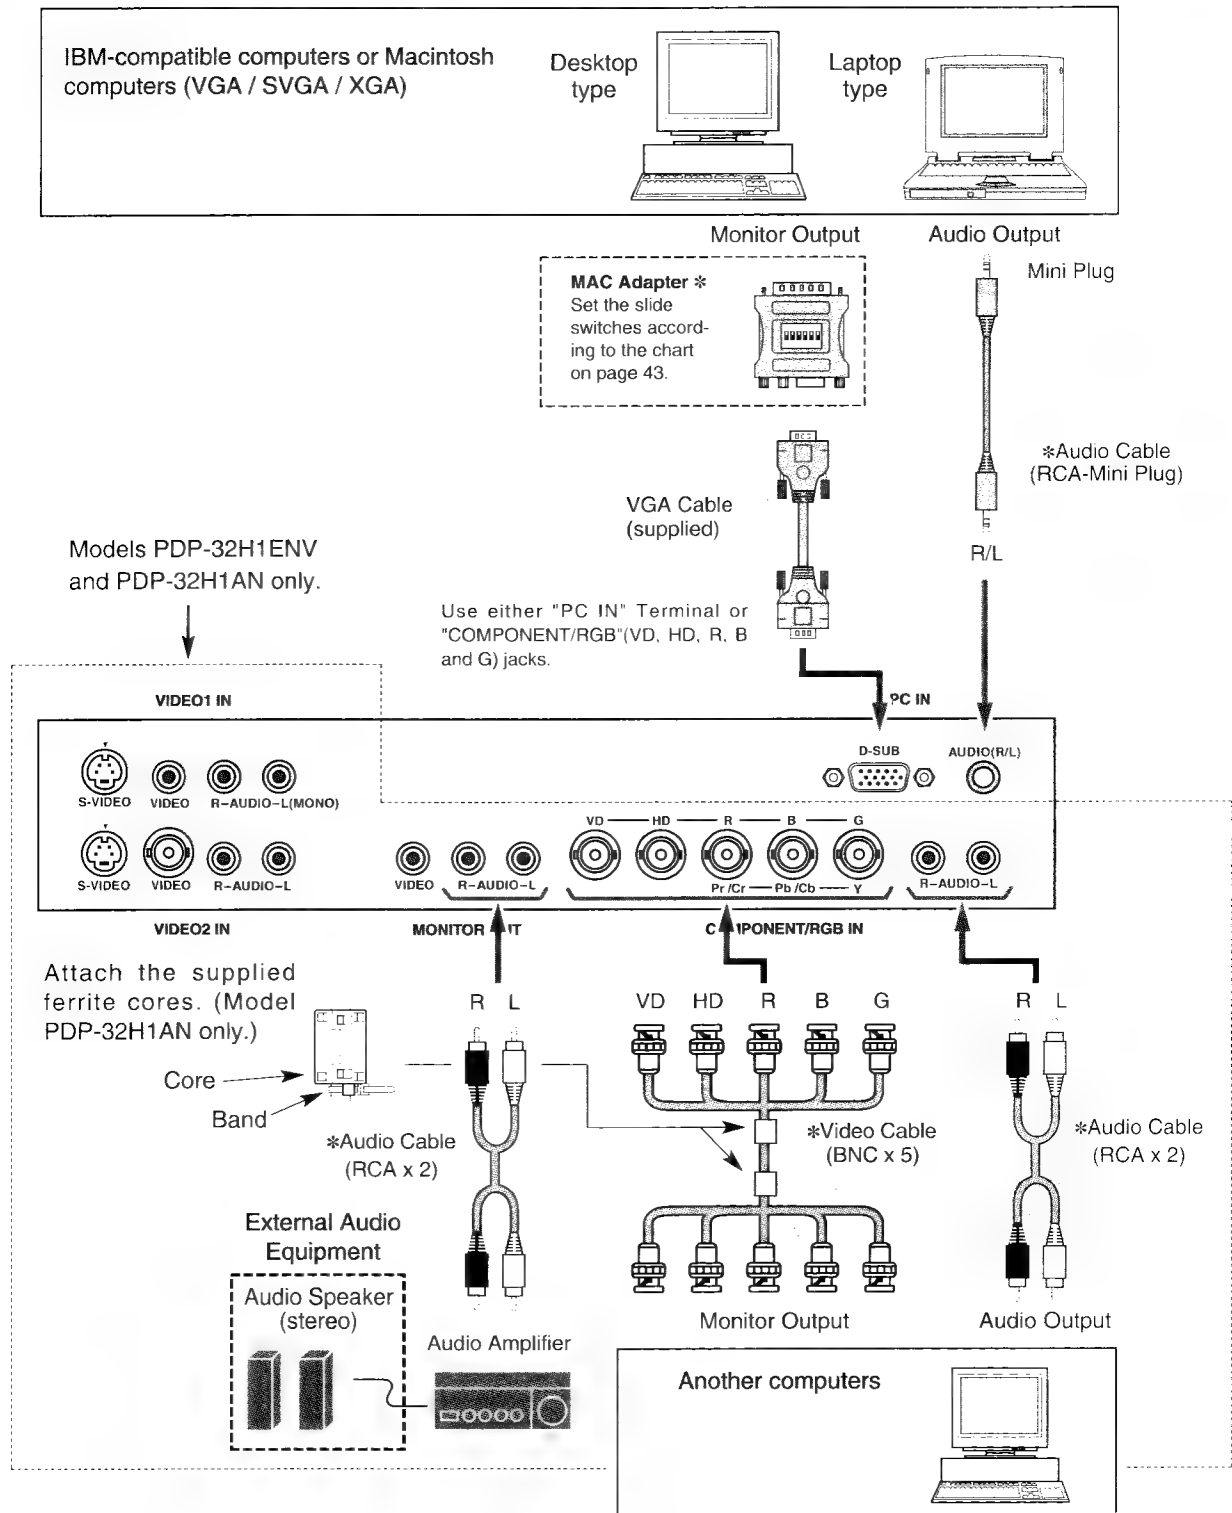 IBM-compatible computers or Macintosh
computers (VGA / SVGA / XGA)
Desktop
type
Laptop
type
Monitor Output
Audio Output
MAC Adapter ✻
Set the slide
switches accord-
ing to the chart
on page 43.
Mini Plug
✻Audio Cable
(RCA-Mini Plug)
R/L
VGA Cable
(supplied)
Models PDP-32H1ENV
and PDP-32H1AN only.
Use either "PC IN" Terminal or
"COMPONENT/RGB"(VD, HD, R, B
and G) jacks.
VIDEO1 IN
PC IN
D-SUB
AUDIO(R/L)
S-VIDEO VIDEO R-AUDIO-L(MONO)
VD HD R B G
S-VIDEO VIDEO R-AUDIO-L
VIDEO R-AUDIO-L
Pr/Cr Pb/Cb Y
R-AUDIO-L
VIDEO2 IN
MONITOR UT
C MPONENT/RGB IN
Attach the supplied
ferrite cores. (Model
PDP-32H1AN only.)
R L
VD HD R B G
R L
Core
Band
✻Audio Cable
(RCA x 2)
✻Video Cable
(BNC x 5)
✻Audio Cable
(RCA x 2)
External Audio
Equipment
Audio Speaker
(stereo)
Audio Amplifier
Monitor Output
Audio Output
Another computers